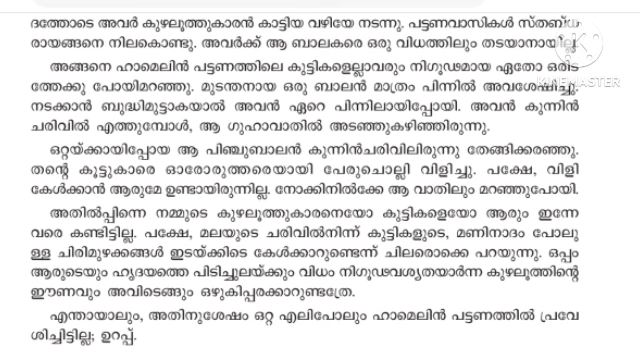 ദത്തോടെ അവർ കുഴലൂത്തുകാരൻ കാട്ടിയ വഴിയേ നടന്നു. പട്ടണവാസികൾ സ്തബ്ധ
രായങ്ങനെ നിലകൊണ്ടു. അവർക്ക് ആ ബാലകരെ ഒരു വിധത്തിലും തടയാനായില്ല.
അങ്ങനെ ഹാമെലിൻ പട്ടണത്തിലെ കുട്ടികളെല്ലാവരും നിഗൂഢമായ ഏതോ ഒരിട
ത്തേക്കു പോയിമറഞ്ഞു. മുടന്തനായ ഒരു ബാലൻ മാത്രം പിന്നിൽ അവശേഷിച്ചു.
KINEMASTER
നടക്കാൻ ബുദ്ധിമുട്ടാകയാൽ അവൻ ഏറെ പിന്നിലായിപ്പോയി. അവൻ കുന്നിൻ
ചരിവിൽ എത്തുമ്പോൾ, ആ ഗുഹാവാതിൽ അടഞ്ഞുകഴിഞ്ഞിരുന്നു.
ഒറ്റയ്ക്കായിപ്പോയ ആ പിഞ്ചുബാലൻ കുന്നിൻചരിവിലിരുന്നു തേങ്ങിക്കരഞ്ഞു.
തന്റെ കൂട്ടുകാരെ ഓരോരുത്തരെയായി പേരുചൊല്ലി വിളിച്ചു. പക്ഷേ, വിളി
കേൾക്കാൻ ആരുമേ ഉണ്ടായിരുന്നില്ല. നോക്കിനിൽക്കേ ആ വാതിലും മറഞ്ഞുപോയി.
അതിൽപ്പിന്നെ നമ്മുടെ കുഴലൂത്തുകാരനെയോ കുട്ടികളെയോ ആരും ഇന്നേ
വരെ കണ്ടിട്ടില്ല. പക്ഷേ, മലയുടെ ചരിവിൽനിന്ന് കുട്ടികളുടെ, മണിനാദം പോലു
ള്ള ചിരിമുഴക്കങ്ങൾ ഇടയ്ക്കിടെ കേൾക്കാറുണ്ടെന്ന് ചിലരൊക്കെ പറയുന്നു. ഒപ്പം
ആരുടെയും ഹൃദയത്തെ പിടിച്ചുലയ്ക്കും വിധം നിഗൂഢവശ്യതയാർന്ന കുഴലൂത്തിന്റെ
ഈണവും അവിടെങ്ങും ഒഴുകിപ്പരക്കാറുണ്ടത്രേ.
എന്തായാലും, അതിനുശേഷം ഒറ്റ എലിപോലും ഹാമെലിൻ പട്ടണത്തിൽ പ്രവേ
ശിച്ചിട്ടില്ല; ഉറപ്പ്.